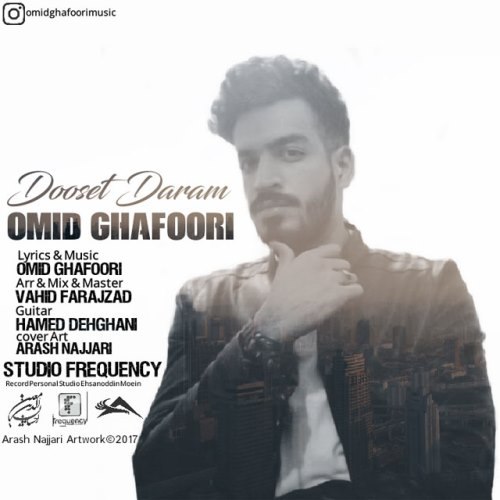 omidghafoorimusic
Dooset Daram
OMID GHAFOORI
Lyrics & Music
OMID GHAFOORI
Arr & Mix & Master
VAHID FARAJZAD
Guitar
HAMED DEHGHANI
cover Art
ARASH NAJJARI
STUDIO FREQUENCY
Record Personal Studio Ehsanoddin Moein
frequency
Arash Najjari Artwork©2017